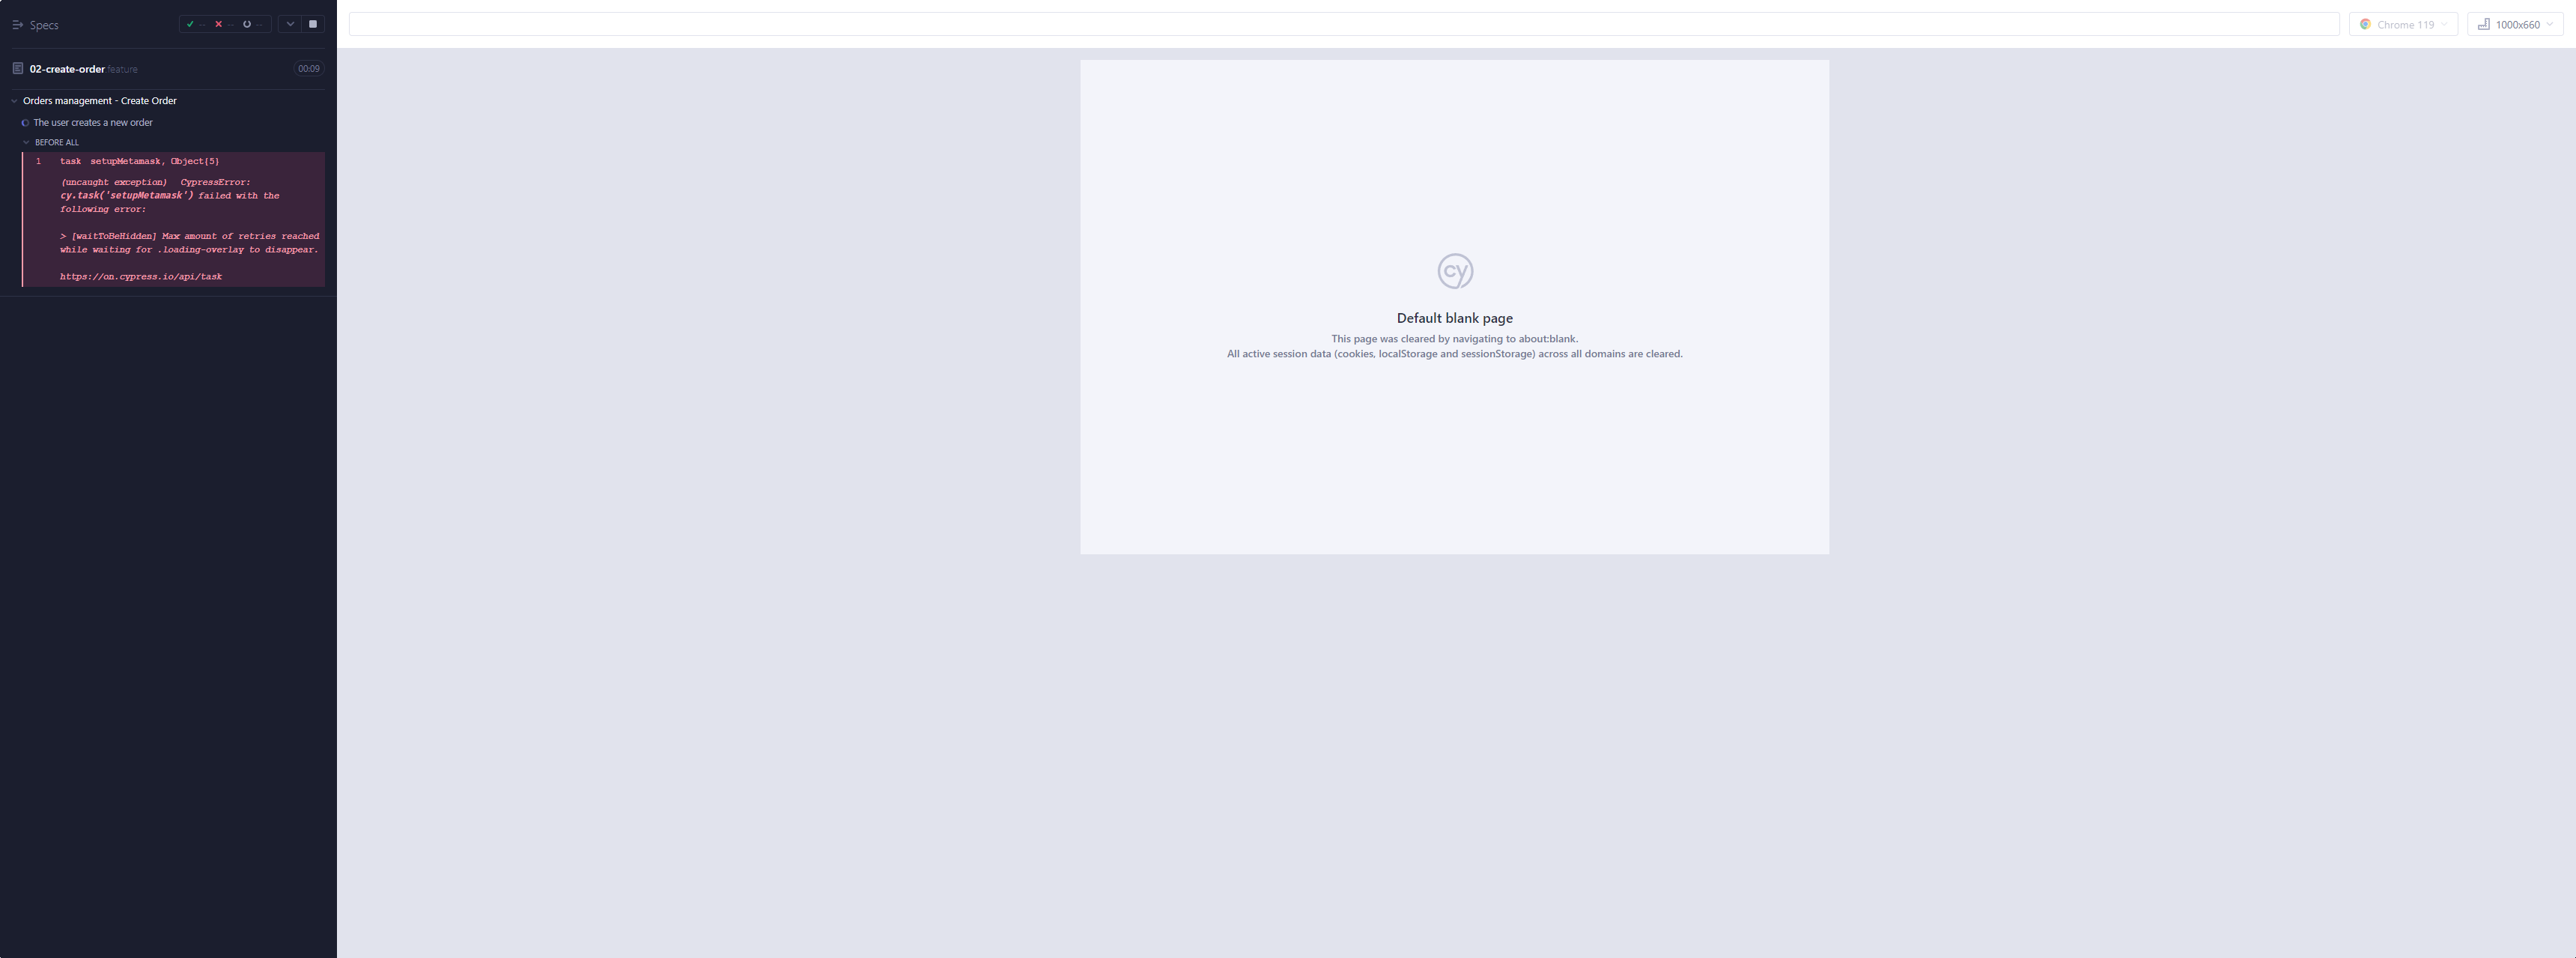 Specs
-- -- --
02-create-order.feature
00:09
Orders management - Create Order
The user creates a new order
BEFORE ALL
1 task setupMetamask, Object{5}
(uncaught exception) CypressError:
cy.task('setupMetamask') failed with the
following error:
> [waitToBeHidden] Max amount of retries reached
while waiting for .loading-overlay to disappear.
https://on.cypress.io/api/task
Chrome 119
1000x660
cy
Default blank page
This page was cleared by navigating to about:blank.
All active session data (cookies, localStorage and sessionStorage) across all domains are cleared.